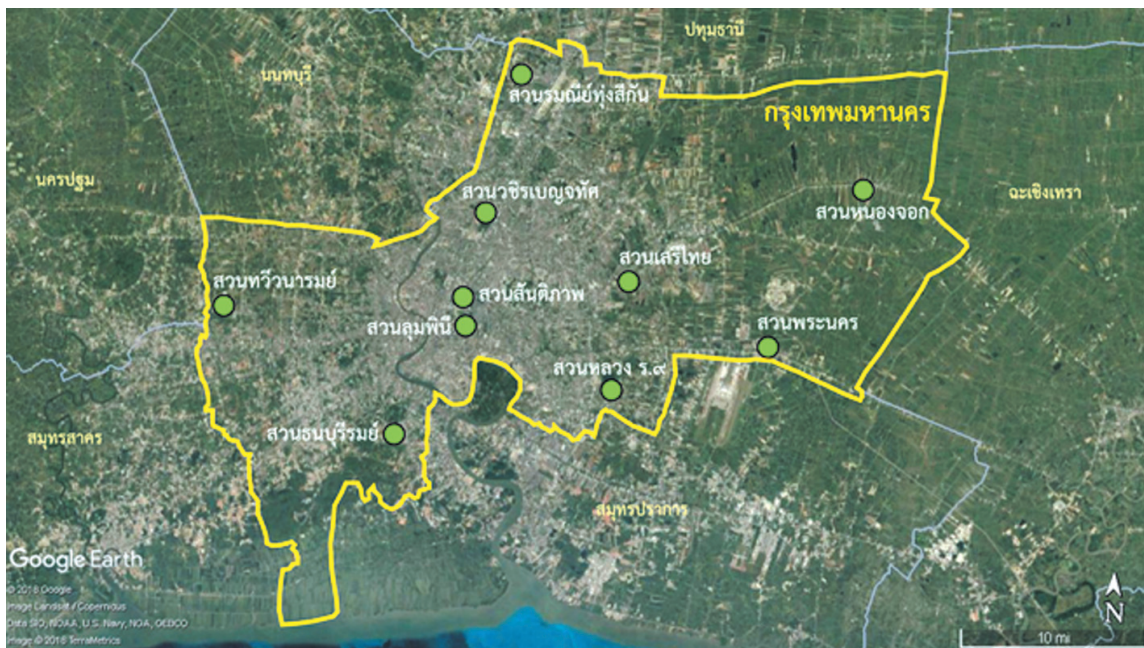 ปทุมธานี
นนทบุรี
สวนรมณีย์ทุ่งสีกัน
กรุงเทพมหานคร
นครปฐม
ฉะเชิงเทรา
สวนวชิรเบญจทัศ
สวนหนองจอก
สวนเสรีไทย
สวนทวีวนารมย์
สวนสันติภาพ
สวนลุมพินี
สวนพระนคร
สวนหลวง ร.๙
สวนธนบุรีรมย์
สมุทรสาคร
สมุทรปราการ
Google Earth
© 2018 Google
Image Landsat / Copernicus
Data SIO, NOAA, U.S. Navy, NGA, GEBCO
Image © 2018 TerraMetrics
N
10 mi